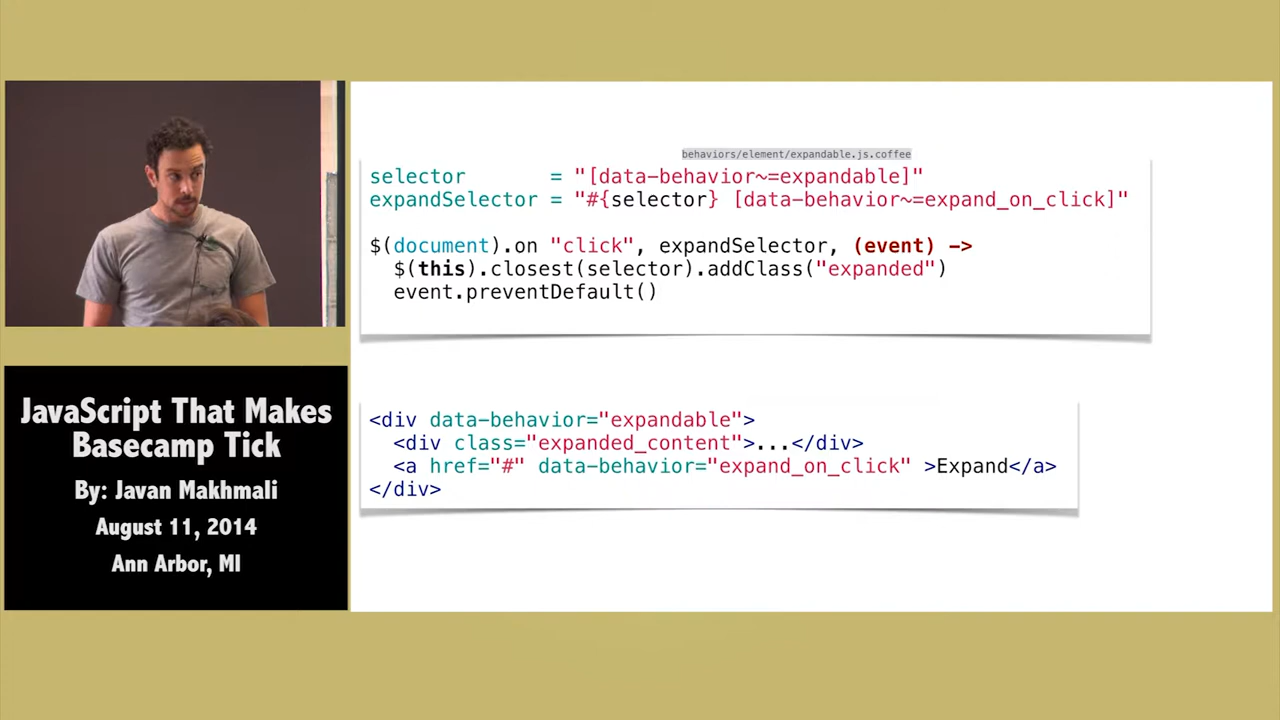 behaviors/element/expandable.js.coffee
selector       = "[data-behavior~=expandable]"
expandSelector = "#{selector} [data-behavior~=expand_on_click]"
$(document).on "click", expandSelector, (event) ->
  $(this).closest(selector).addClass("expanded")
  event.preventDefault()
<div data-behavior="expandable">
  <div class="expanded_content">...</div>
  <a href="#" data-behavior="expand_on_click" >Expand</a>
</div>
JavaScript That Makes
Basecamp Tick
By: Javan Makhmali
August 11, 2014
Ann Arbor, MI